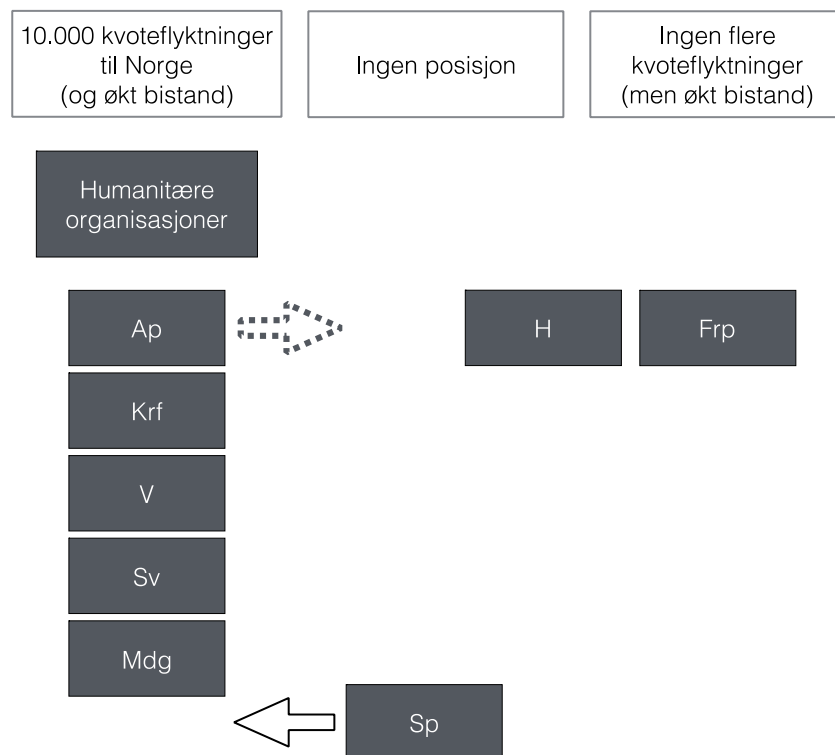 10.000 kvoteflyktninger
til Norge
(og økt bistand)
Ingen posisjon
Ingen flere
kvoteflyktninger
(men økt bistand)
Humanitære
organisasjoner
Ap
H
Frp
Krf
V
Sv
Mdg
Sp